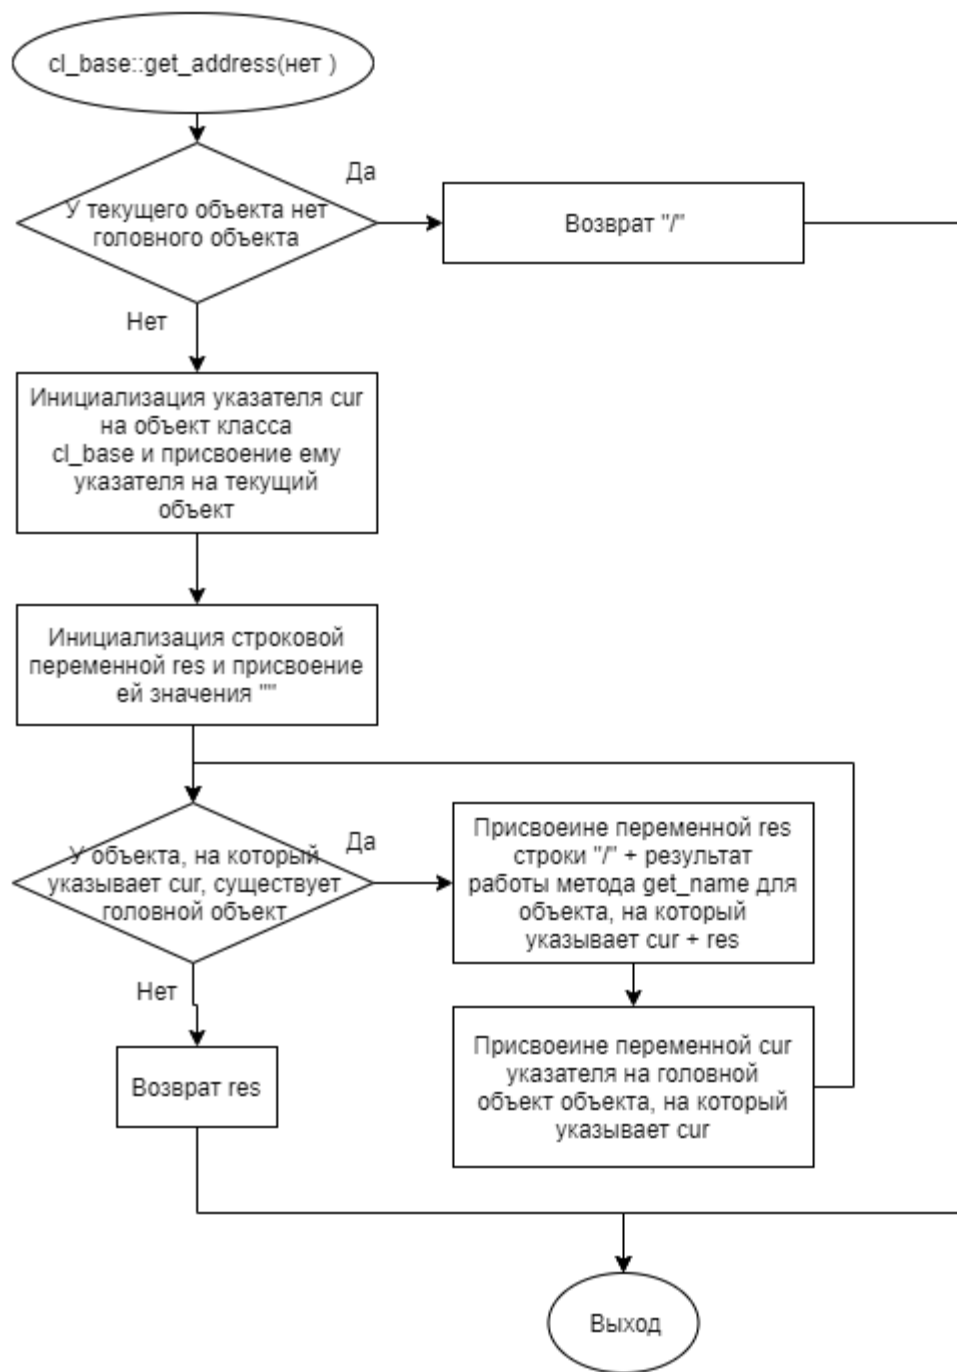 cl_base::get_address(нет )
Да
У текущего объекта нет
головного объекта
Возврат "/"
Нет
Инициализация указателя cur
на объект класса
cl_base и присвоение ему
указателя на текущий
объект
Инициализация строковой
переменной res и присвоение
ей значения ""
У объекта, на который
указывает cur, существует
головной объект
Да
Присвоеине переменной res
строки "/" + результат
работы метода get_name для
объекта, на который
указывает cur + res
Нет
Возврат res
Присвоеине переменной cur
указателя на головной
объект объекта, на который
указывает cur
Выход